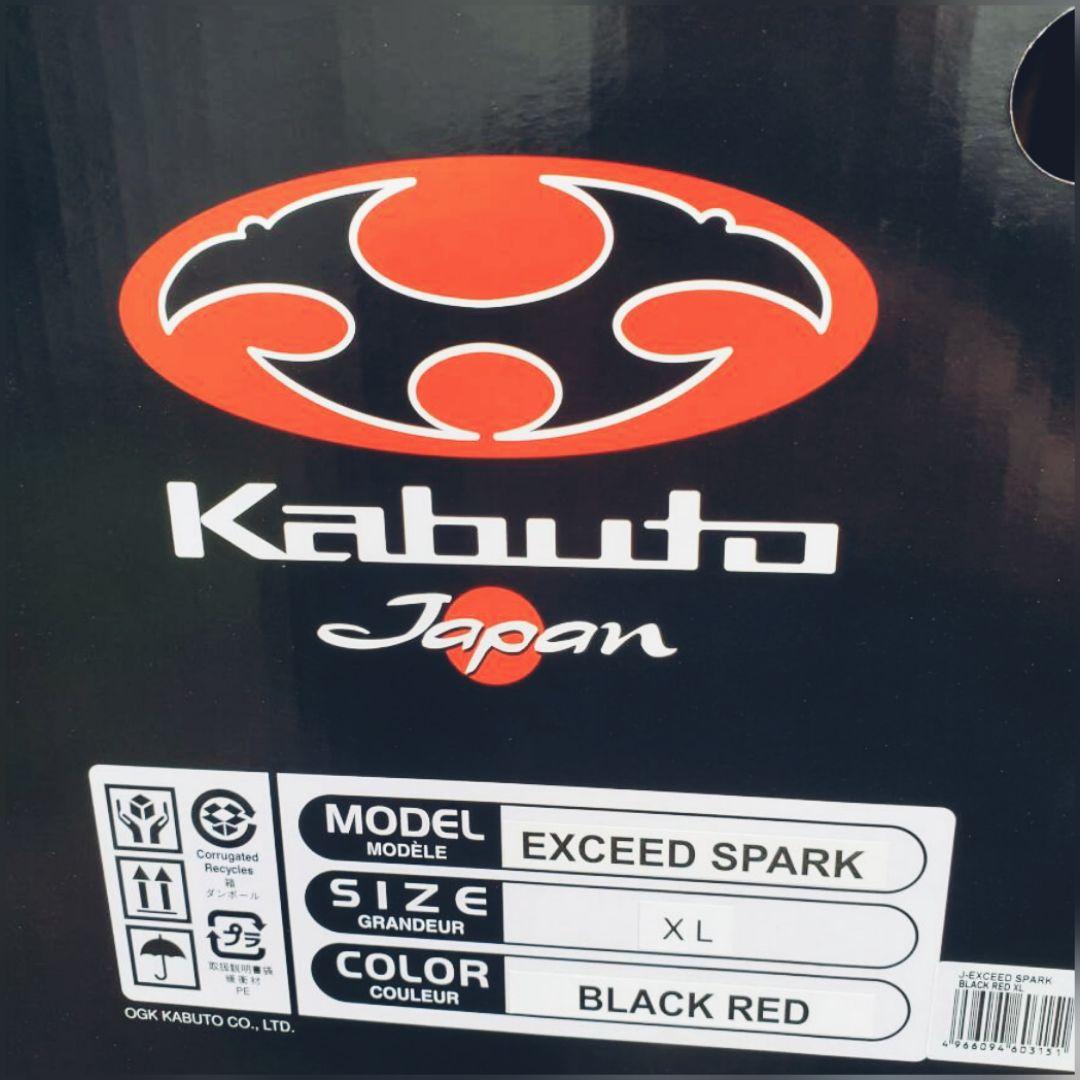 Kabuto
Japan
Corrugated
Recycles
箱
ダンボール
プラ
取扱説明書 袋
緩衝材
PE
OGK KABUTO CO., LTD.
MODEL
MODÈLE
EXCEED SPARK
SIZE
GRANDEUR
XL
COLOR
COULEUR
BLACK RED
J-EXCEED SPARK
BLACK RED XL
4966094603151